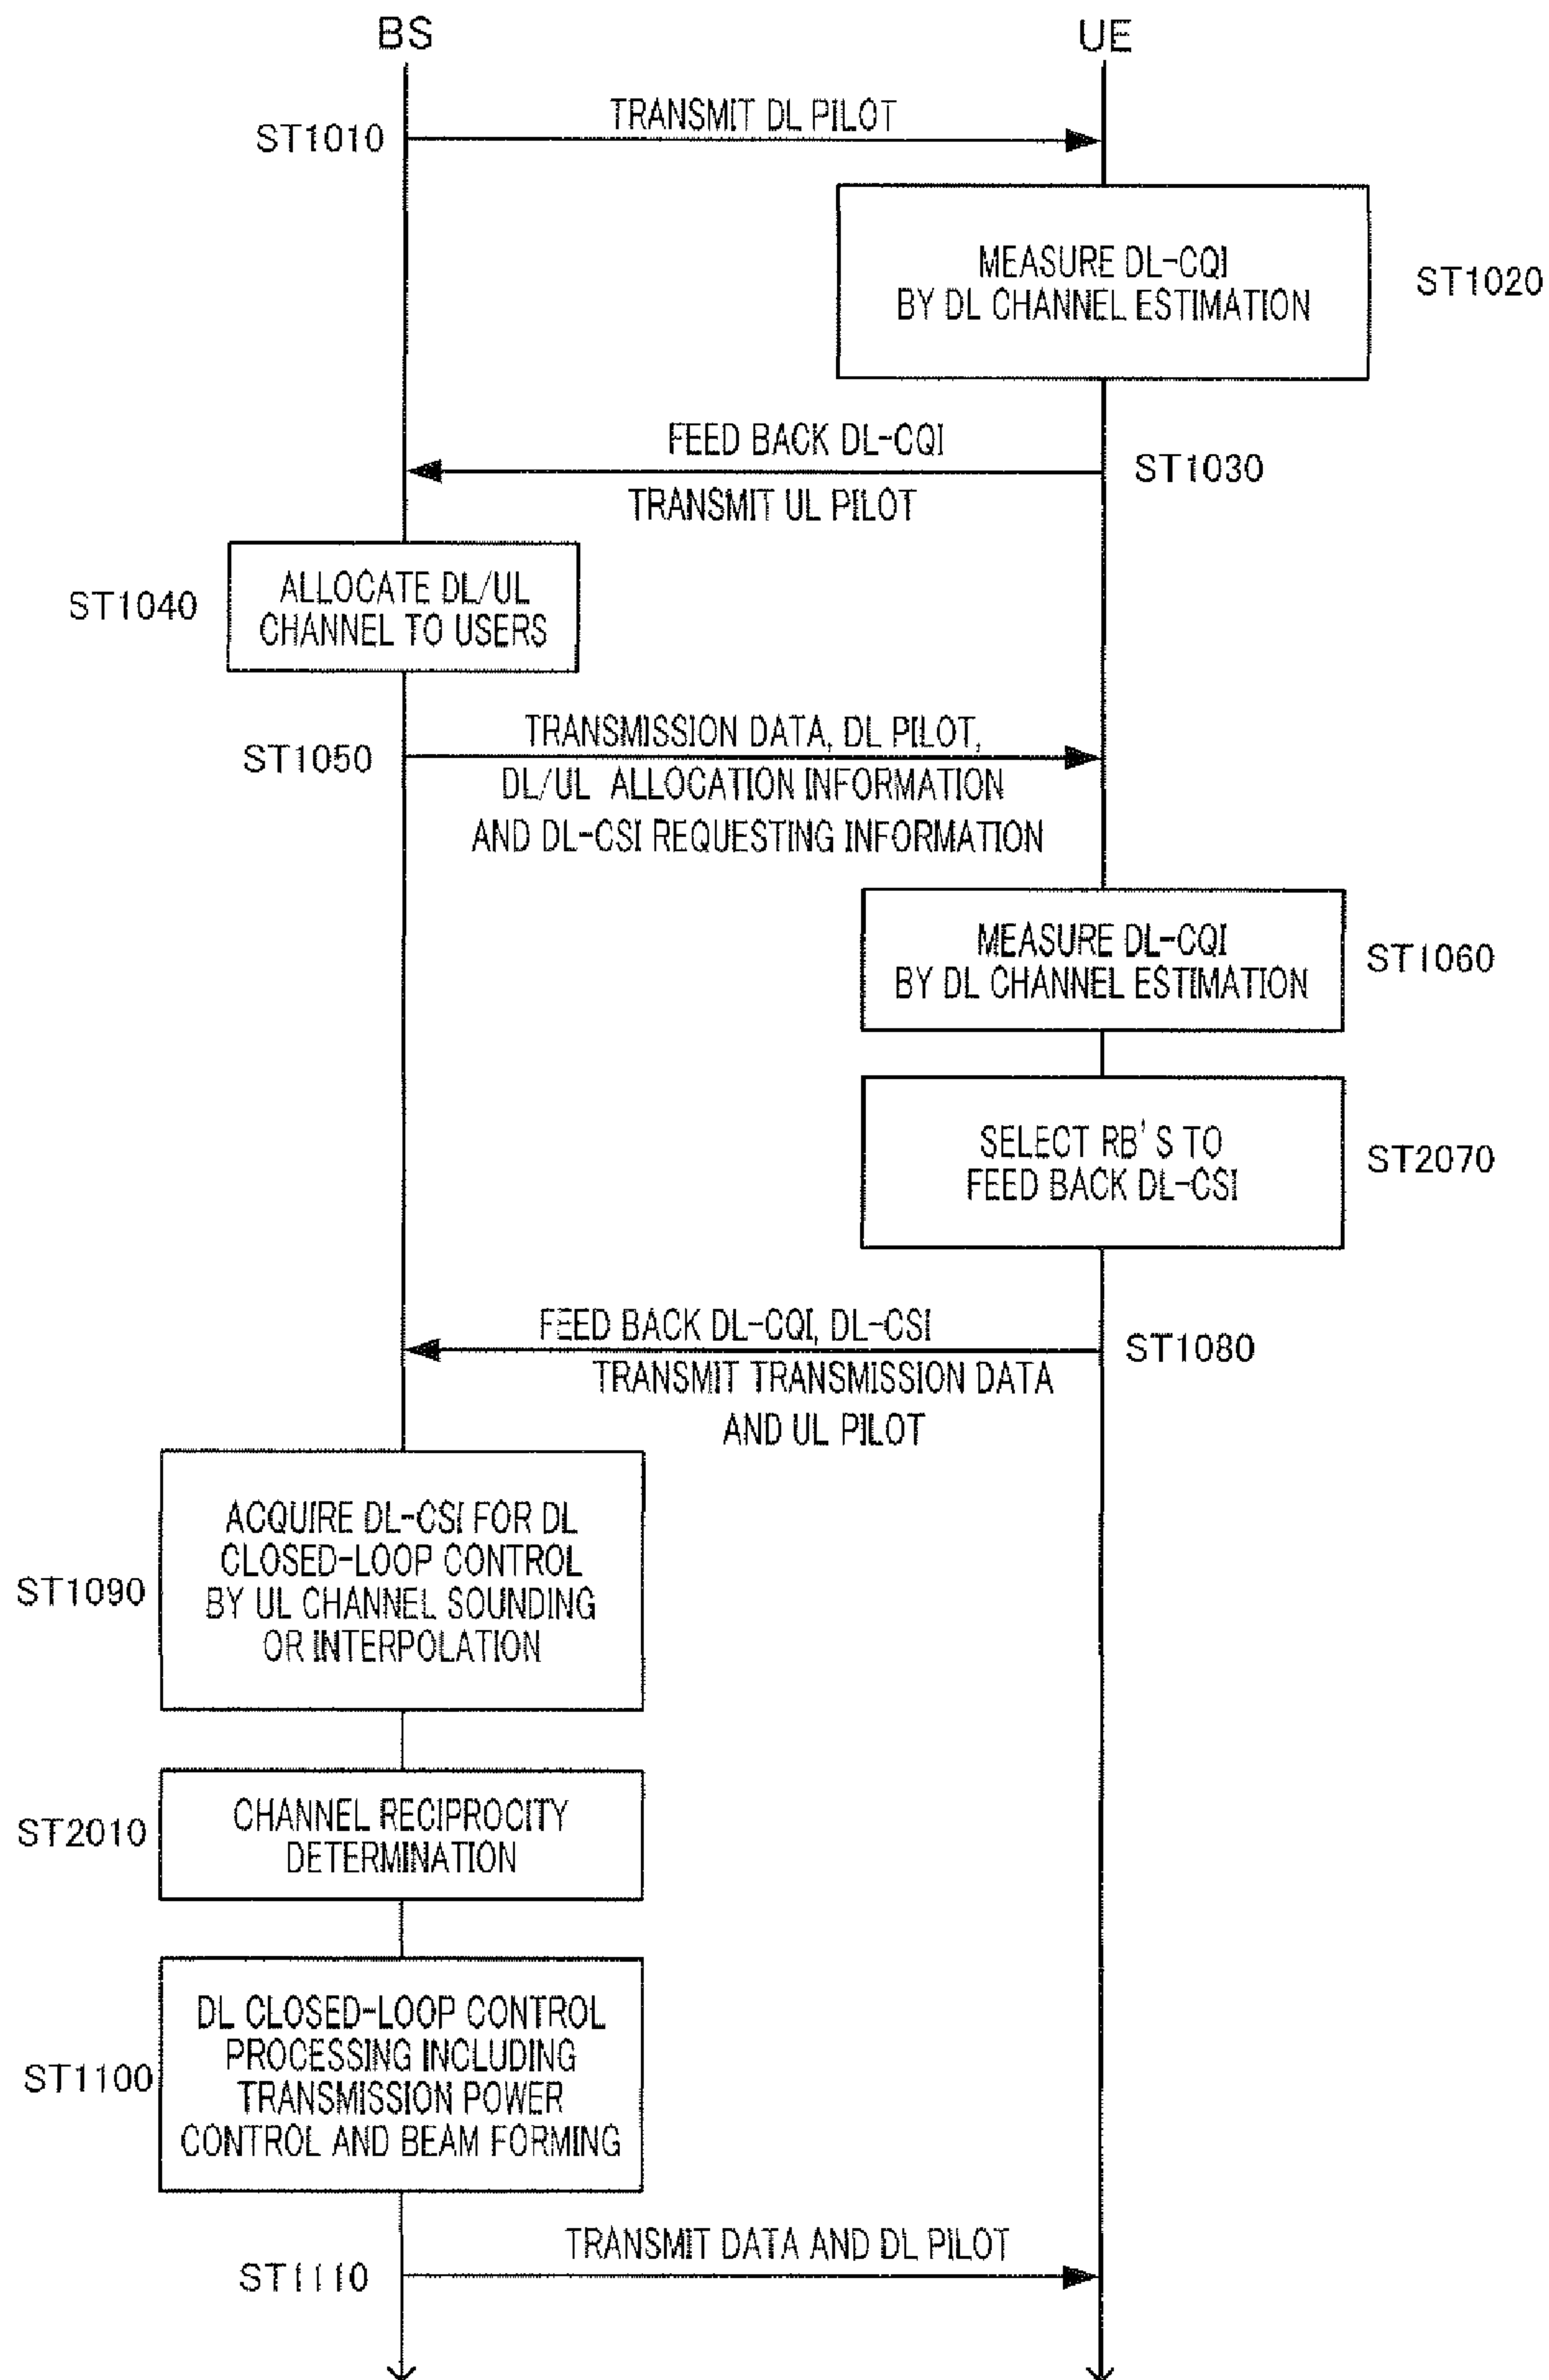 BS
UE
ST1010
TRANSMIT DL PILOT
MEASURE DL-CQI
BY DL CHANNEL ESTIMATION
ST1020
FEED BACK DL-CQI
ST1030
TRANSMIT UL PILOT
ST1040
ALLOCATE DL/UL
CHANNEL TO USERS
ST1050
TRANSMISSION DATA, DL PILOT,
DL/UL ALLOCATION INFORMATION
AND DL-CSI REQUESTING INFORMATION
MEASURE DL-CQI
BY DL CHANNEL ESTIMATION
ST1060
SELECT RB'S TO
FEED BACK DL-CSI
ST2070
FEED BACK DL-CQI, DL-CSI
ST1080
TRANSMIT TRANSMISSION DATA
AND UL PILOT
ST1090
ACQUIRE DL-CSI FOR DL
CLOSED-LOOP CONTROL
BY UL CHANNEL SOUNDING
OR INTERPOLATION
ST2010
CHANNEL RECIPROCITY
DETERMINATION
ST1100
DL CLOSED-LOOP CONTROL
PROCESSING INCLUDING
TRANSMISSION POWER
CONTROL AND BEAM FORMING
TRANSMIT DATA AND DL PILOT
ST1110